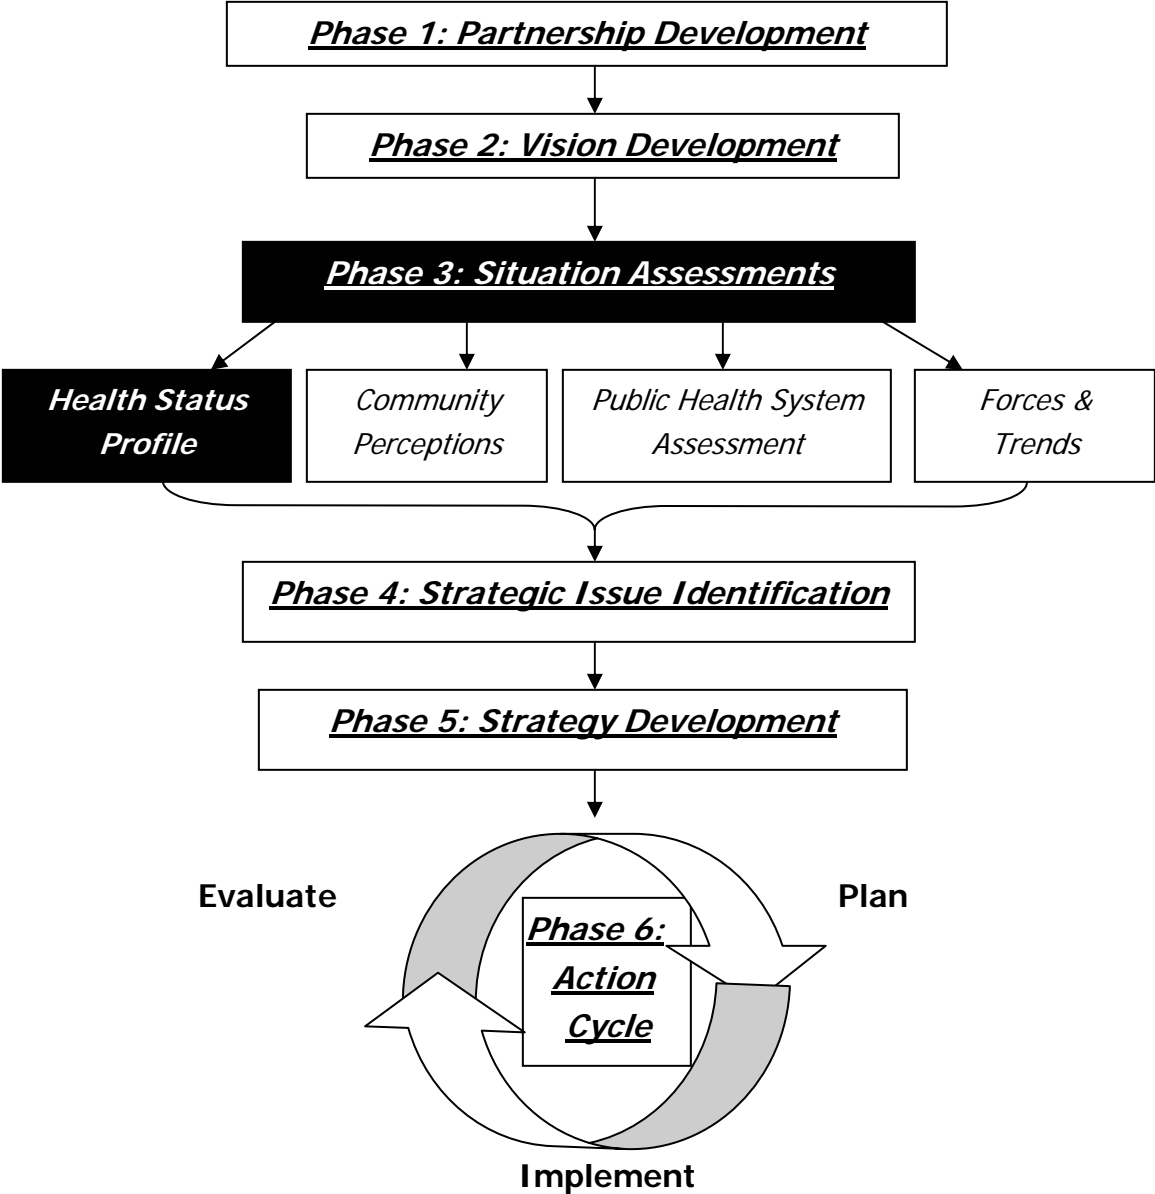 Phase 1: Partnership Development
Phase 2: Vision Development
Phase 3: Situation Assessments
Health Status
Profile
Community
Perceptions
Public Health System
Assessment
Forces &
Trends
Phase 4: Strategic Issue Identification
Phase 5: Strategy Development
Evaluate
Plan
Phase 6:
Action
Cycle
Implement